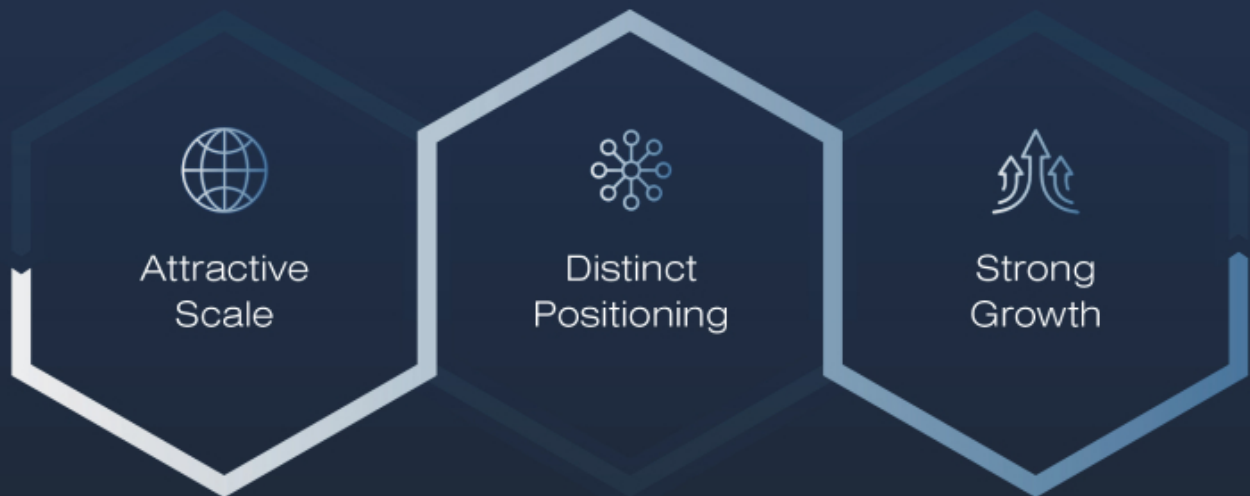 Attractive
Scale
Distinct
Positioning
Strong
Growth